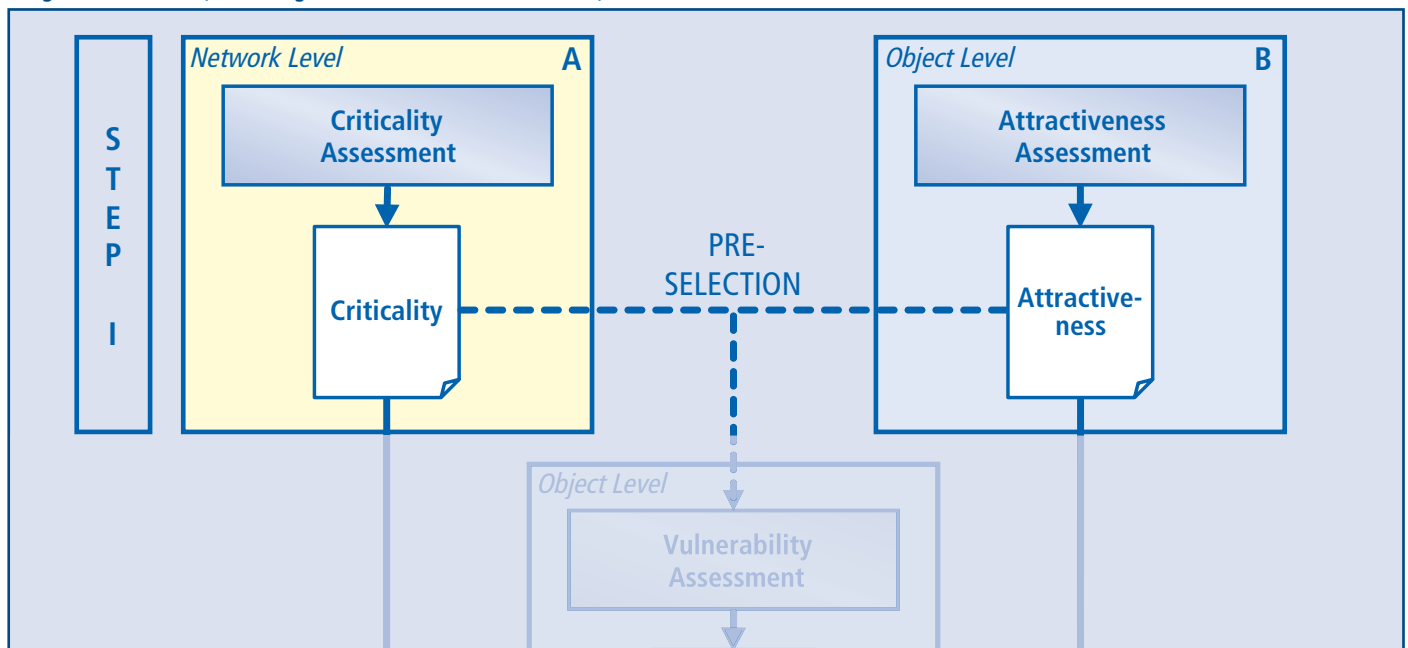 Network Level A
Criticality
Assessment
Criticality
Object Level B
Attractiveness
Assessment
Attractive-
ness
PRE-
SELECTION
S
T
E
P
I
Object Level
Vulnerability
Assessment